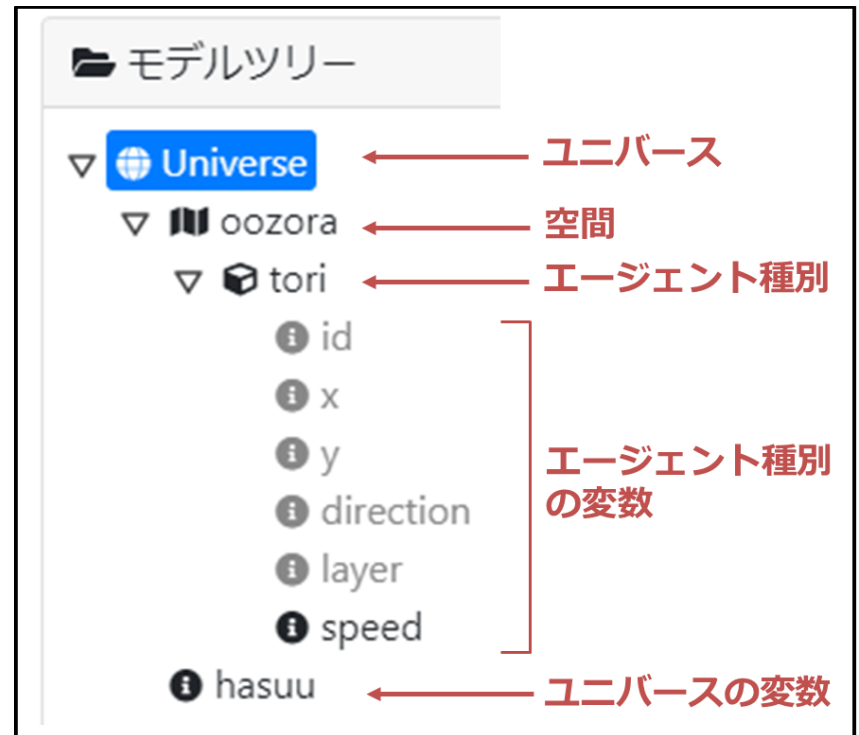 モデルツリー
Universe ユニバース
oozora 空間
tori エージェント種別
id
x
y
エージェント種別
の変数
direction
layer
speed
hasuu ユニバースの変数